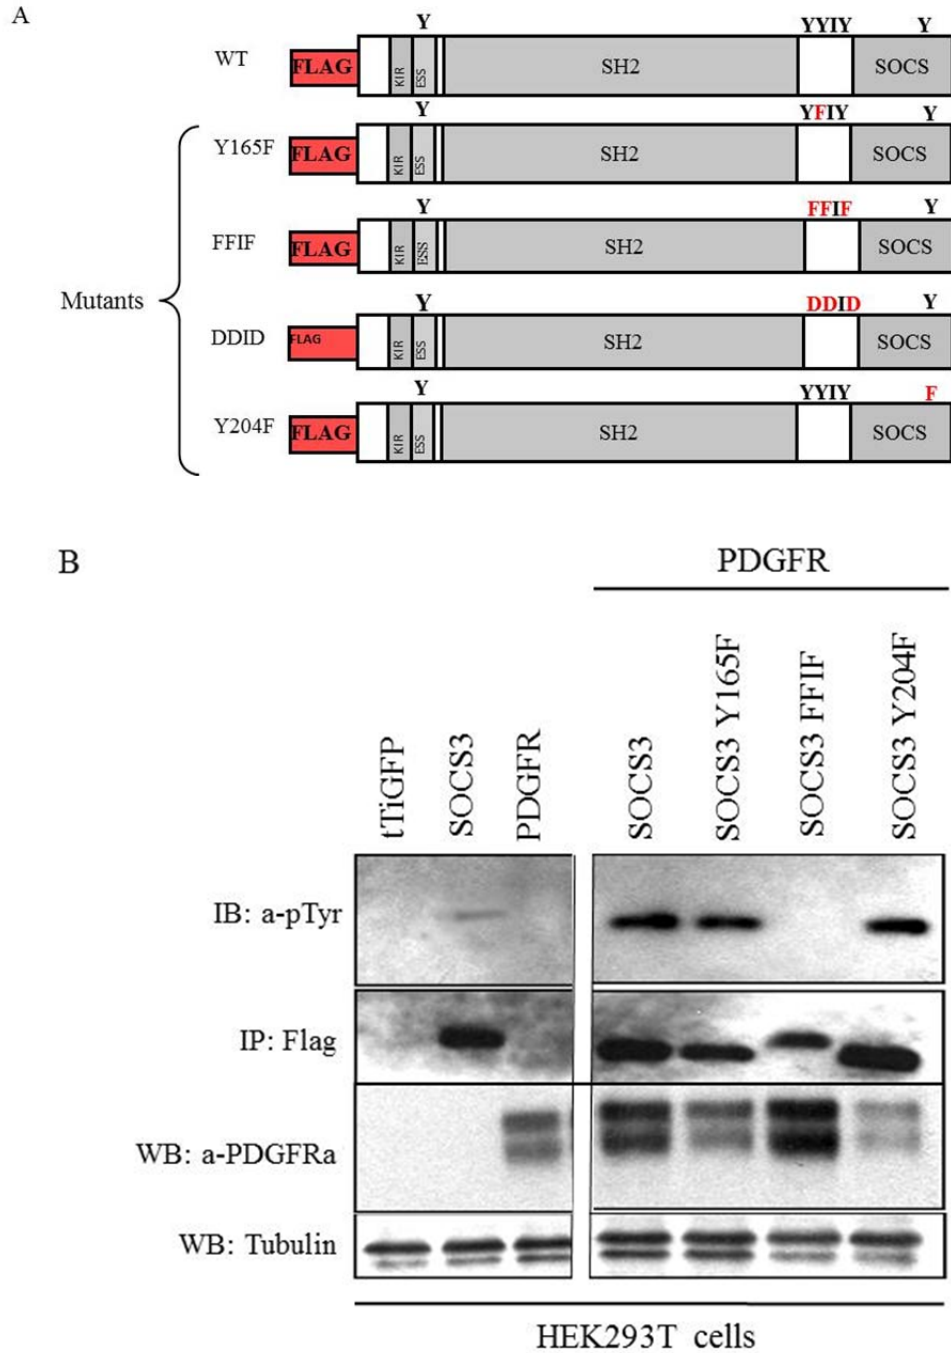 A
Y
YYIY
Y
WT
FLAG
KIR
ESS
SH2
SOCS
Y
YFIY
Y
Y165F
FLAG
KIR
ESS
SH2
SOCS
Y
FFIF
Y
FFIF
FLAG
KIR
ESS
SH2
SOCS
Mutants
Y
DDID
Y
DDID
FLAG
KIR
ESS
SH2
SOCS
Y
YYIY
F
Y204F
FLAG
KIR
ESS
SH2
SOCS
B
PDGFR
tTiGFP
SOCS3
PDGFR
SOCS3
SOCS3 Y165F
SOCS3 FFIF
SOCS3 Y204F
IB: a-pTyr
IP: Flag
WB: a-PDGFRa
WB: Tubulin
HEK293T cells